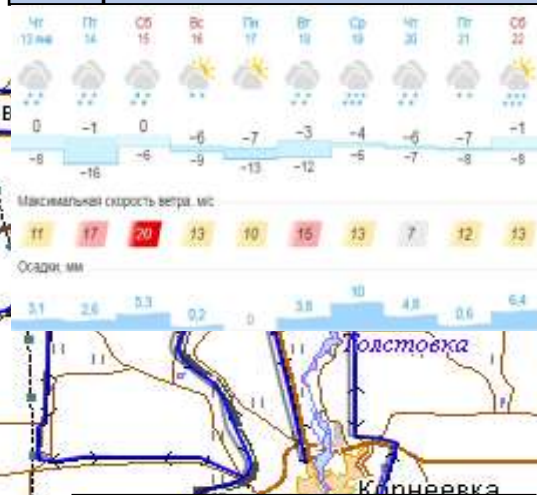 Чт Пт Сб Вс Пн Вт Ср Чт Пт Сб
13 янв 14 15 16 17 18 19 20 21 22
0 −1 0 −6 −7 −3 −4 −6 −7 −1
−8 −16 −6 −9 −13 −12 −5 −7 −8 −8
Максимальная скорость ветра, м/с
11 17 20 13 10 15 13 7 12 13
Осадки, мм
3,1 2,6 5,3 0,2 0 3,8 10 4,8 0,6 6,4
Толстовка
Корнеевка